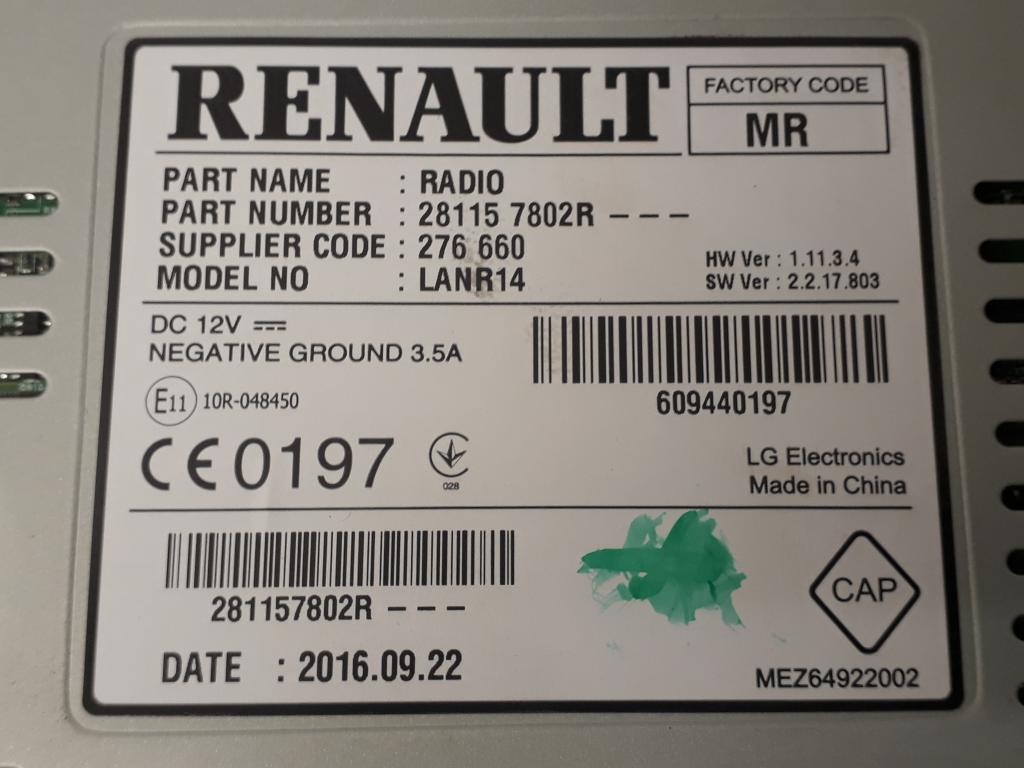 RENAULT
FACTORY CODE
MR
PART NAME : RADIO
PART NUMBER : 28115 7802R – – –
SUPPLIER CODE : 276 660
MODEL NO : LANR14
HW Ver : 1.11.3.4
SW Ver : 2.2.17.803
DC 12V
NEGATIVE GROUND 3.5A
609440197
E11 10R-048450
CE 0197
028
LG Electronics
Made in China
281157802R – – –
CAP
DATE : 2016.09.22
MEZ64922002